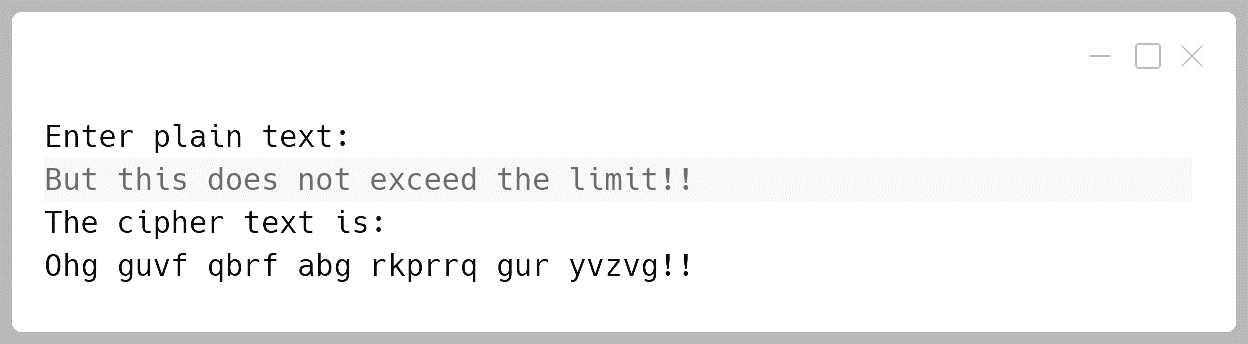 Enter plain text:
But this does not exceed the limit!!
The cipher text is:
Ohg guvf qbrf abg rkprrq gur yvzvg!!